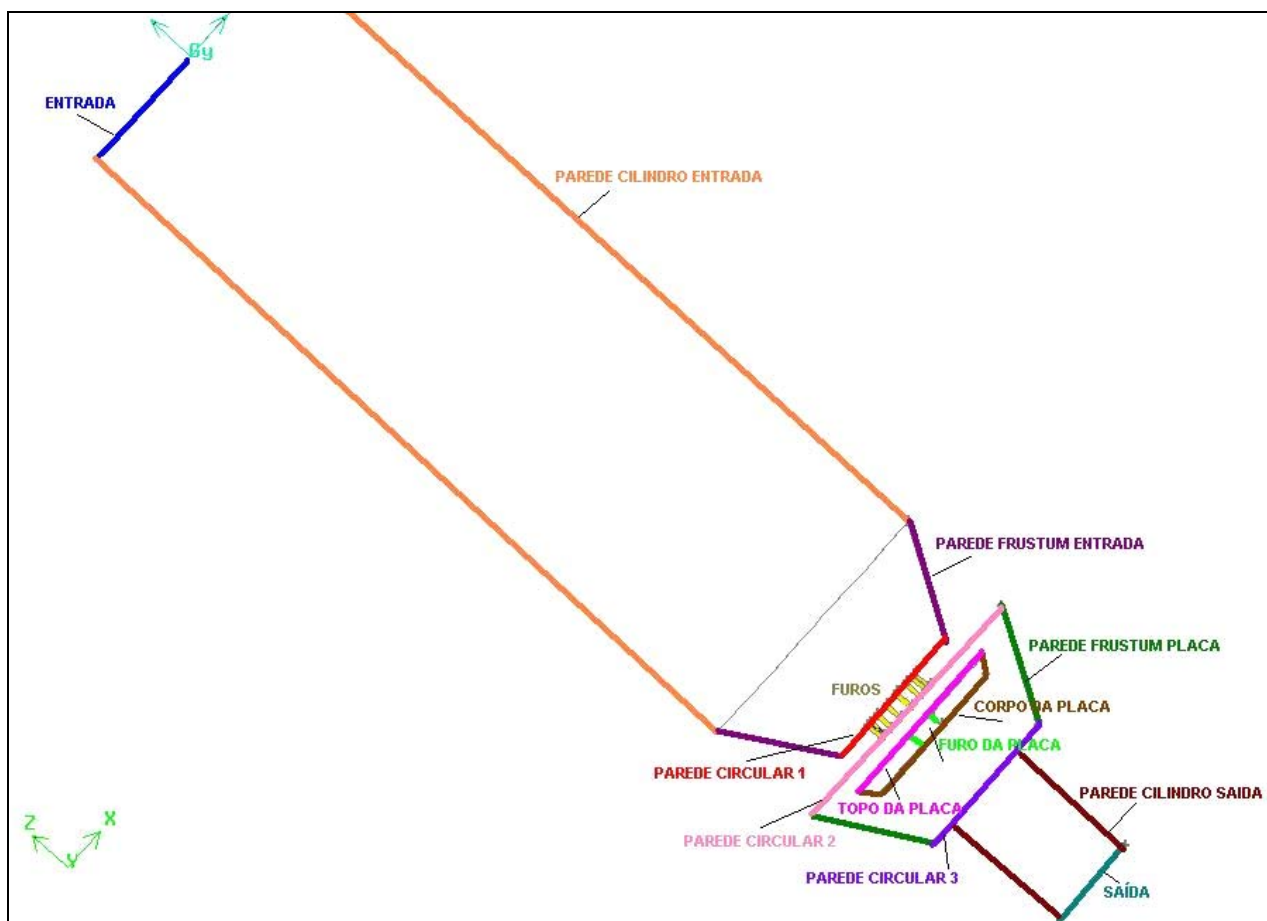 Gy
ENTRADA
PAREDE CILINDRO ENTRADA
PAREDE FRUSTUM ENTRADA
PAREDE FRUSTUM PLACA
FUROS
CORPO DA PLACA
FURO DA PLACA
PAREDE CIRCULAR 1
PAREDE CILINDRO SAIDA
TOPO DA PLACA
PAREDE CIRCULAR 2
PAREDE CIRCULAR 3
SAÍDA
Z
X
Y